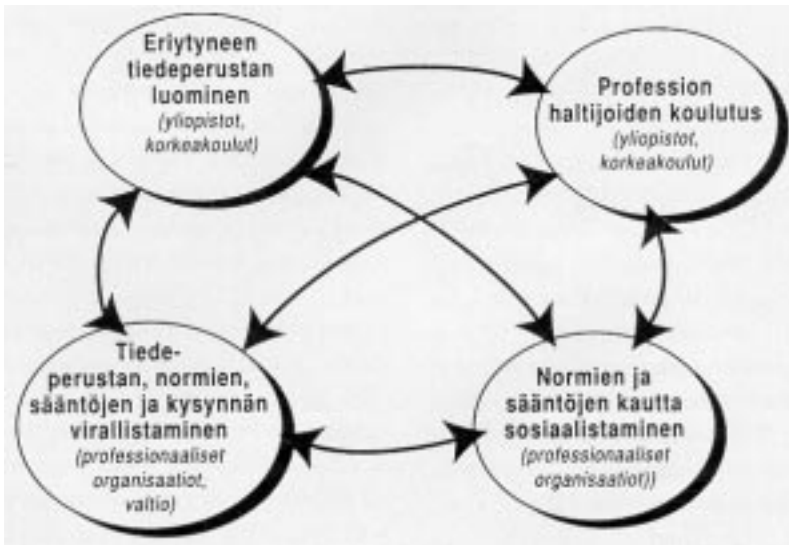 Eriytyneen
tiedeperustan
luominen
(yliopistot,
korkeakoulut)
Profession
haltijoiden koulutus
(yliopistot,
korkeakoulut)
Tiede-
perustan, normien,
sääntöjen ja kysynnän
virallistaminen
(professionaaliset
organisaatiot,
valtio)
Normien ja
sääntöjen kautta
sosiaalistaminen
(professionaaliset
organisaatiot))